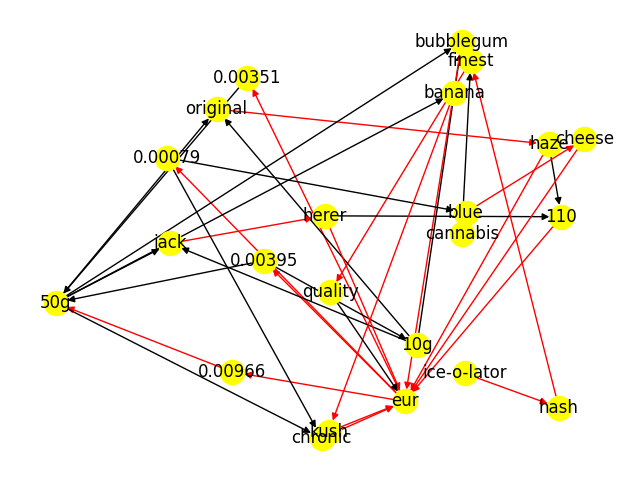 bubblegum
finest
0.00351
banana
original
cheese
haze
0.00079
blue
herer
110
cannabis
jack
0.00395
quality
50g
10g
0.00966
ice-o-lator
eur
hash
kush
chronic